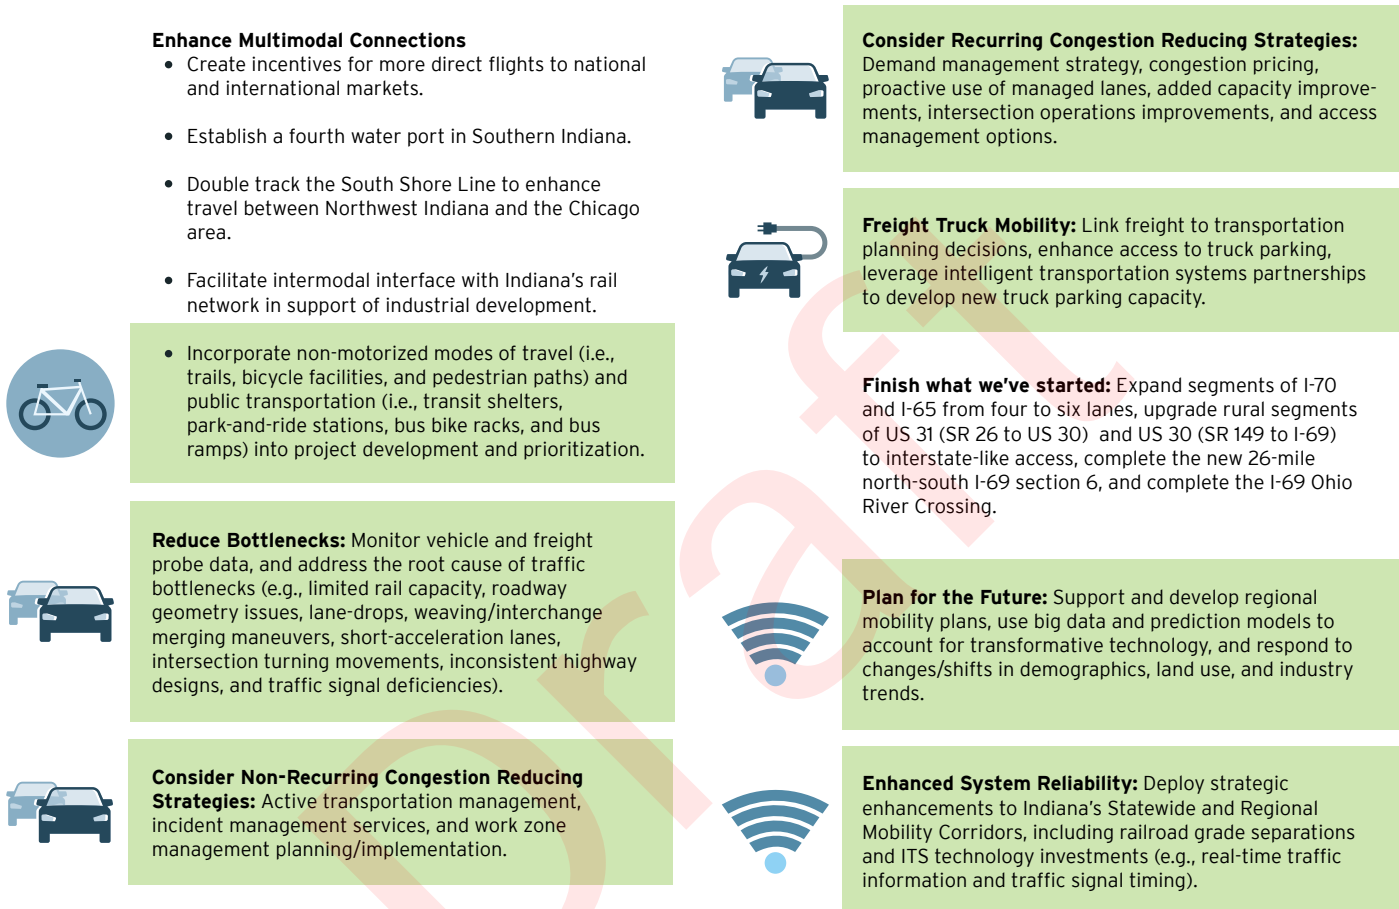 Enhance Multimodal Connections
• Create incentives for more direct flights to national
and international markets.
• Establish a fourth water port in Southern Indiana.
• Double track the South Shore Line to enhance
travel between Northwest Indiana and the Chicago
area.
• Facilitate intermodal interface with Indiana's rail
network in support of industrial development.
• Incorporate non-motorized modes of travel (i.e.,
trails, bicycle facilities, and pedestrian paths) and
public transportation (i.e., transit shelters,
park-and-ride stations, bus bike racks, and bus
ramps) into project development and prioritization.
Reduce Bottlenecks: Monitor vehicle and freight
probe data, and address the root cause of traffic
bottlenecks (e.g., limited rail capacity, roadway
geometry issues, lane-drops, weaving/interchange
merging maneuvers, short-acceleration lanes,
intersection turning movements, inconsistent highway
designs, and traffic signal deficiencies).
Consider Non-Recurring Congestion Reducing
Strategies: Active transportation management,
incident management services, and work zone
management planning/implementation.
Consider Recurring Congestion Reducing Strategies:
Demand management strategy, congestion pricing,
proactive use of managed lanes, added capacity improve-
ments, intersection operations improvements, and access
management options.
Freight Truck Mobility: Link freight to transportation
planning decisions, enhance access to truck parking,
leverage intelligent transportation systems partnerships
to develop new truck parking capacity.
Finish what we've started: Expand segments of I-70
and I-65 from four to six lanes, upgrade rural segments
of US 31 (SR 26 to US 30)  and US 30 (SR 149 to I-69)
to interstate-like access, complete the new 26-mile
north-south I-69 section 6, and complete the I-69 Ohio
River Crossing.
Plan for the Future: Support and develop regional
mobility plans, use big data and prediction models to
account for transformative technology, and respond to
changes/shifts in demographics, land use, and industry
trends.
Enhanced System Reliability: Deploy strategic
enhancements to Indiana's Statewide and Regional
Mobility Corridors, including railroad grade separations
and ITS technology investments (e.g., real-time traffic
information and traffic signal timing).
Draft